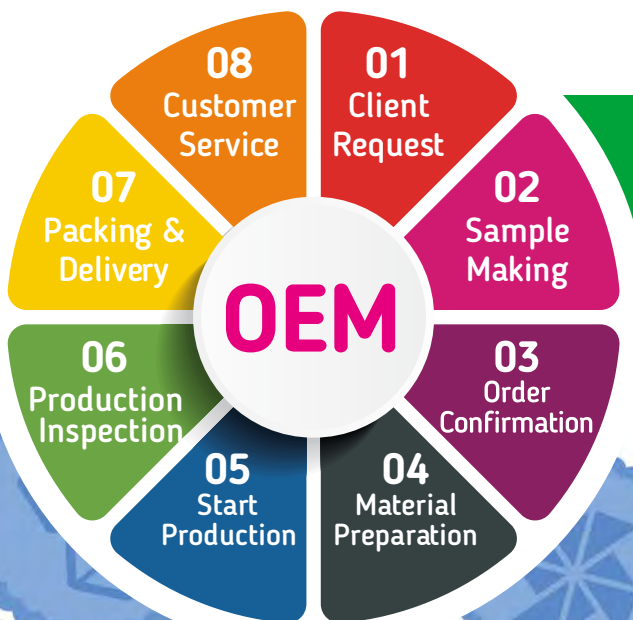 01
Client
Request
02
Sample
Making
03
Order
Confirmation
04
Material
Preparation
05
Start
Production
06
Production
Inspection
07
Packing &
Delivery
08
Customer
Service
OEM